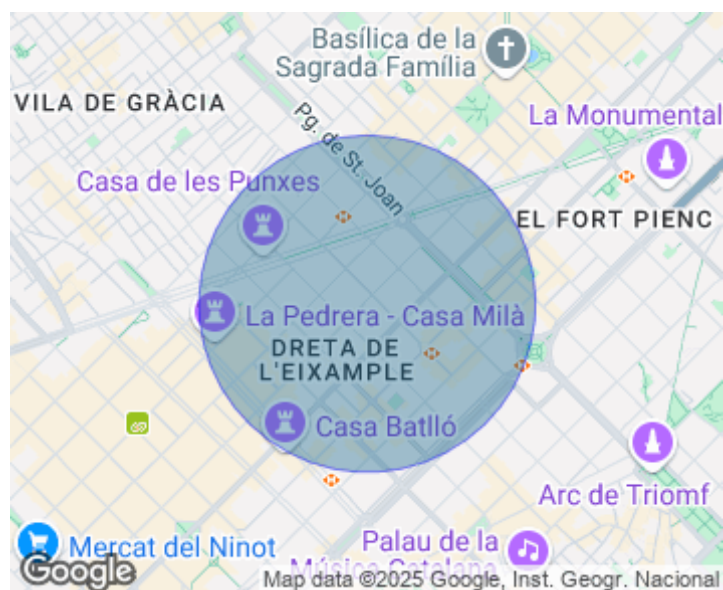 Basílica de la
Sagrada Família
VILA DE GRÀCIA
La Monumental
Pg. de St. Joan
Casa de les Punxes
EL FORT PIENC
La Pedrera - Casa Milà
DRETA DE
L'EIXAMPLE
Casa Batlló
Arc de Triomf
Mercat del Ninot
Palau de la
Música Catalana
Google
Map data ©2025 Google, Inst. Geogr. Nacional